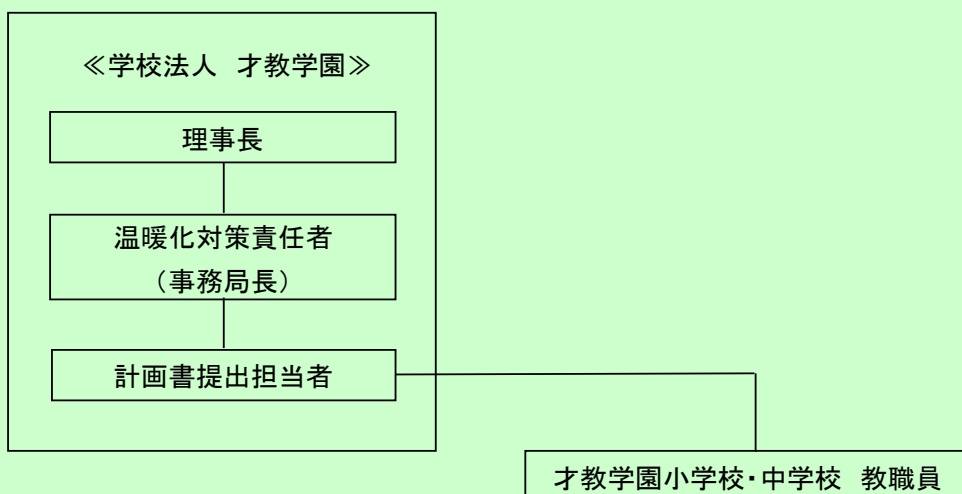 ≪学校法人　才教学園≫
理事長
温暖化対策責任者
（事務局長）
計画書提出担当者
才教学園小学校・中学校　教職員